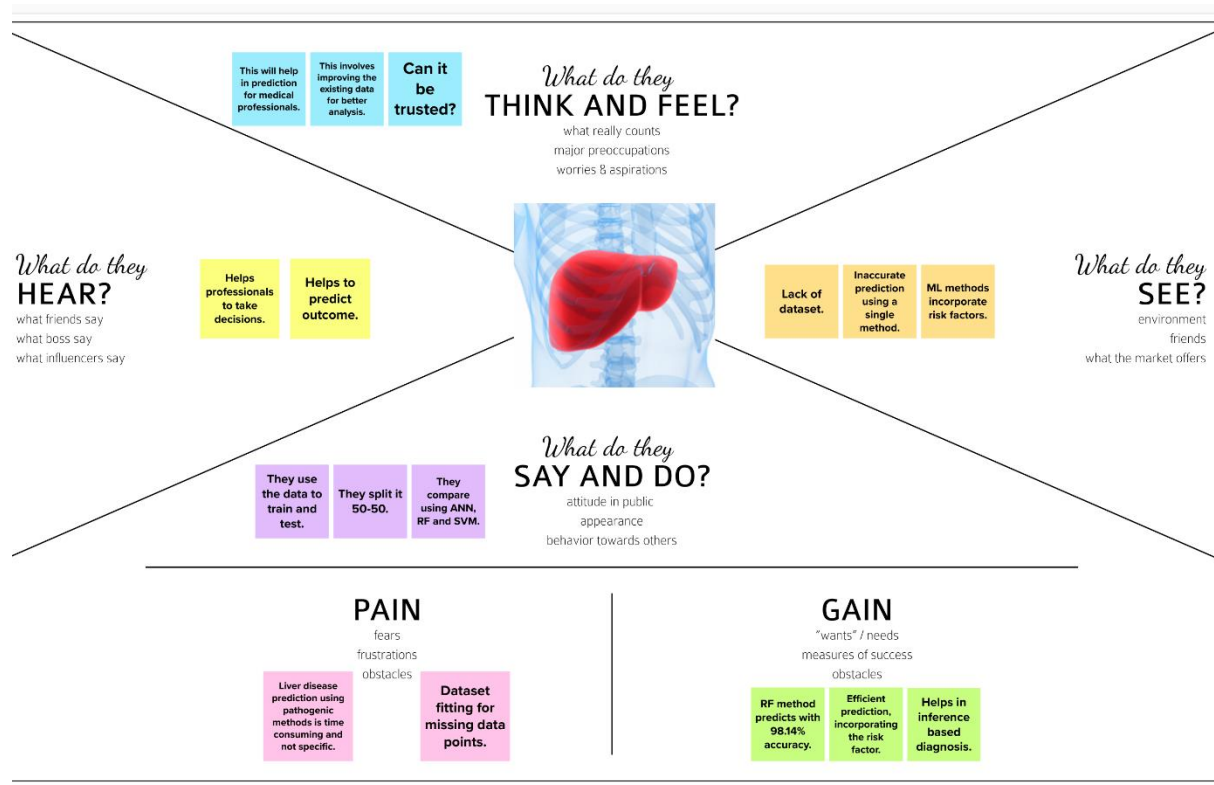 This will help
in prediction
for medical
professionals.
This involves
improving the
existing data
for better
analysis.
Can it
be
trusted?
What do they
THINK AND FEEL?
what really counts
major preoccupations
worries & aspirations
What do they
HEAR?
what friends say
what boss say
what influencers say
Helps
professionals
to take
decisions.
Helps to
predict
outcome.
Lack of
dataset.
Inaccurate
prediction
using a
single
method.
ML methods
incorporate
risk factors.
What do they
SEE?
environment
friends
what the market offers
They use
the data to
train and
test.
They split it
50-50.
They
compare
using ANN,
RF and SVM.
What do they
SAY AND DO?
attitude in public
appearance
behavior towards others
PAIN
fears
frustrations
obstacles
Liver disease
prediction using
pathogenic
methods is time
consuming and
not specific.
Dataset
fitting for
missing data
points.
GAIN
"wants" / needs
measures of success
obstacles
RF method
predicts with
98.14%
accuracy.
Efficient
prediction,
incorporating
the risk
factor.
Helps in
inference
based
diagnosis.